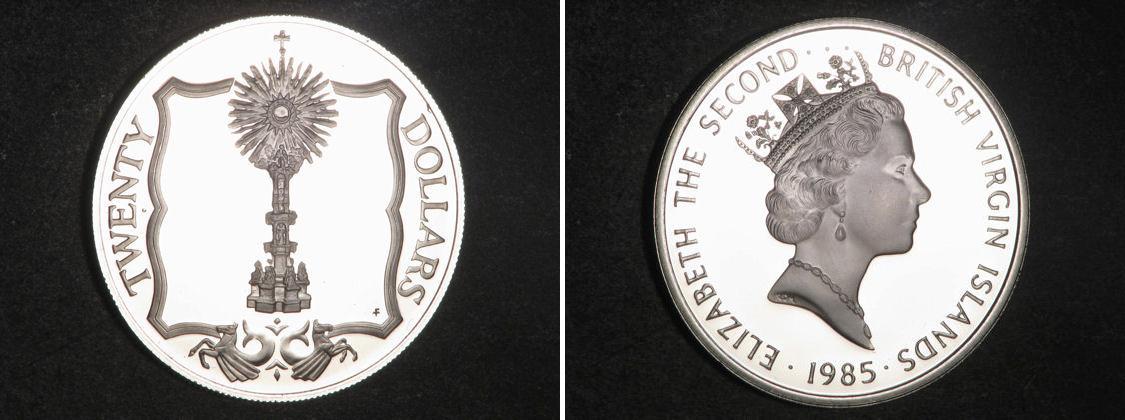 TWENTY DOLLARS
F
ELIZABETH THE SECOND · · · BRITISH VIRGIN ISLANDS · 1985 ·